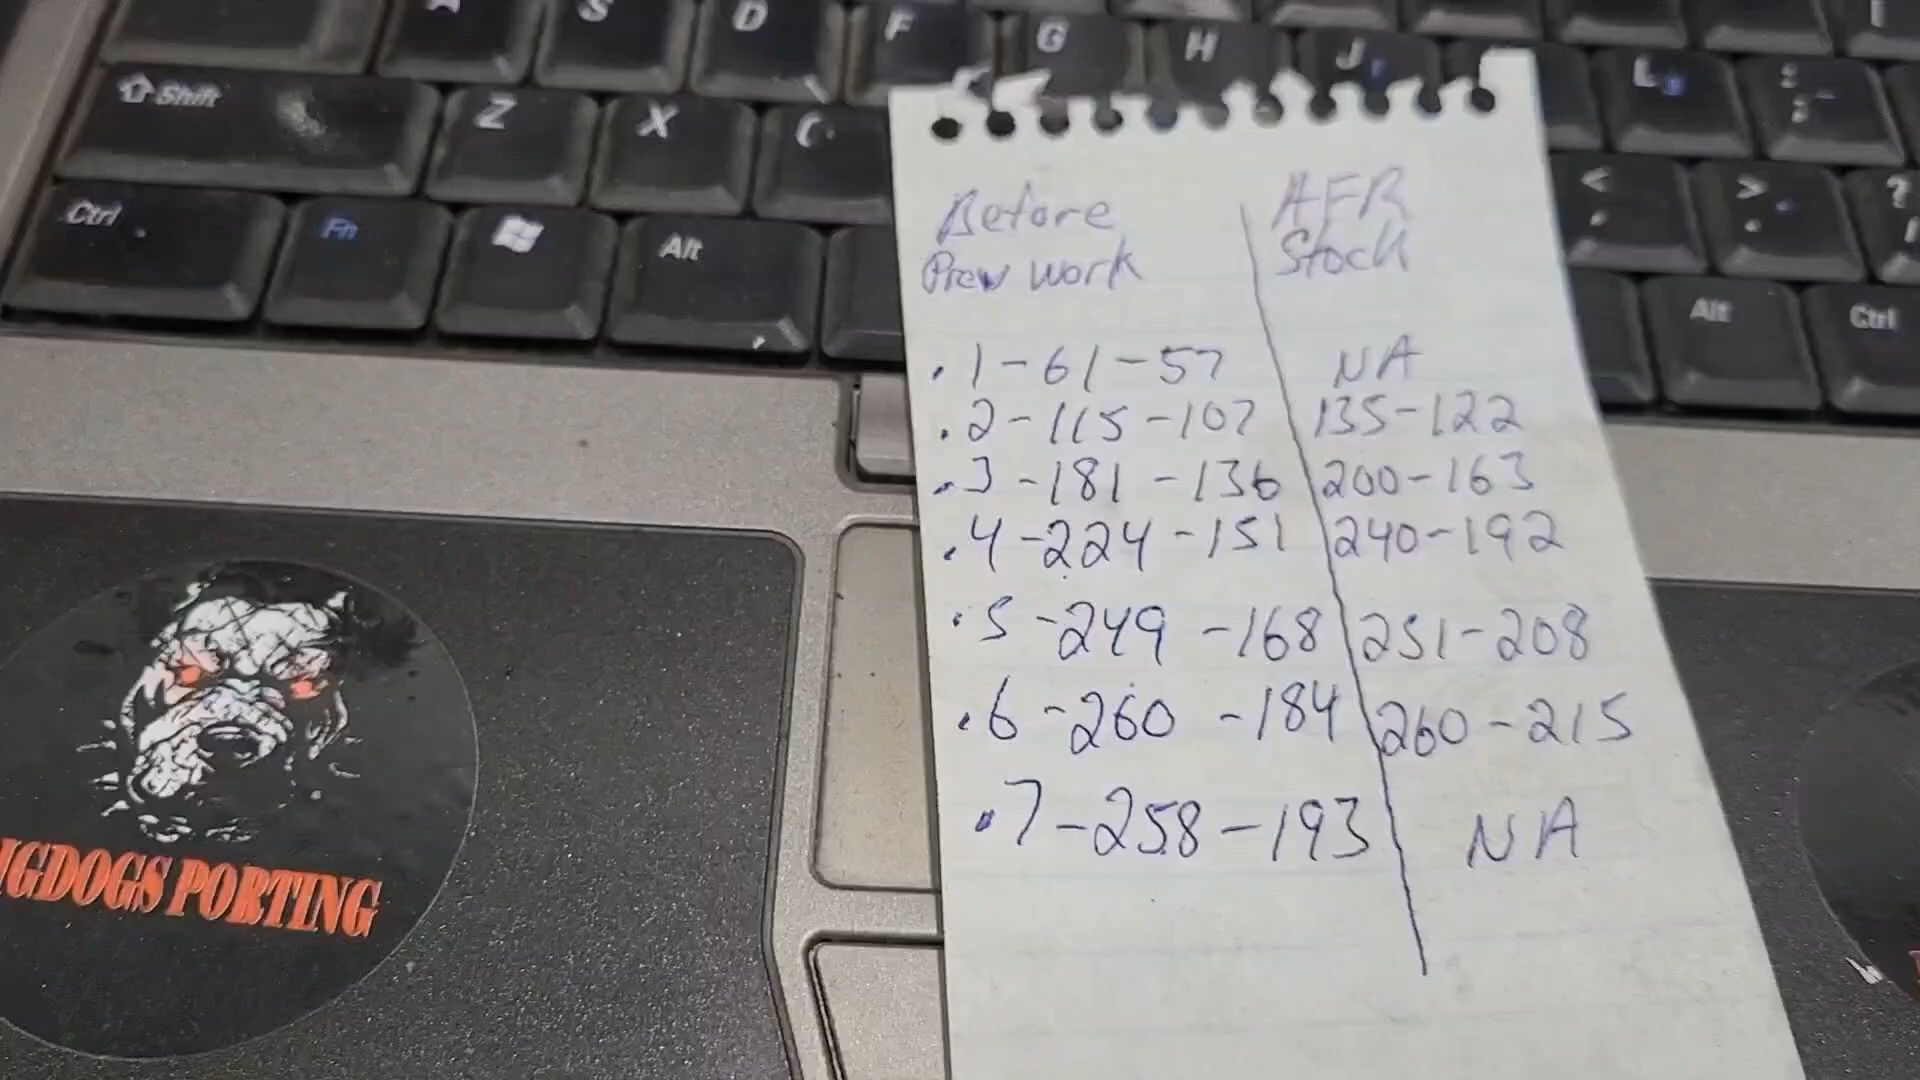 A S D F G H J L
Shift Z X C < , > . ? /
Ctrl Fn Alt Alt Ctrl
Before AFR
Prev work Stock
.1-61-57 NA
.2-115-107 135-122
.3-181-136 200-163
.4-224-151 240-192
.5-249-168 251-208
.6-260-184 260-215
.7-258-193 NA
IGDOGS PORTING